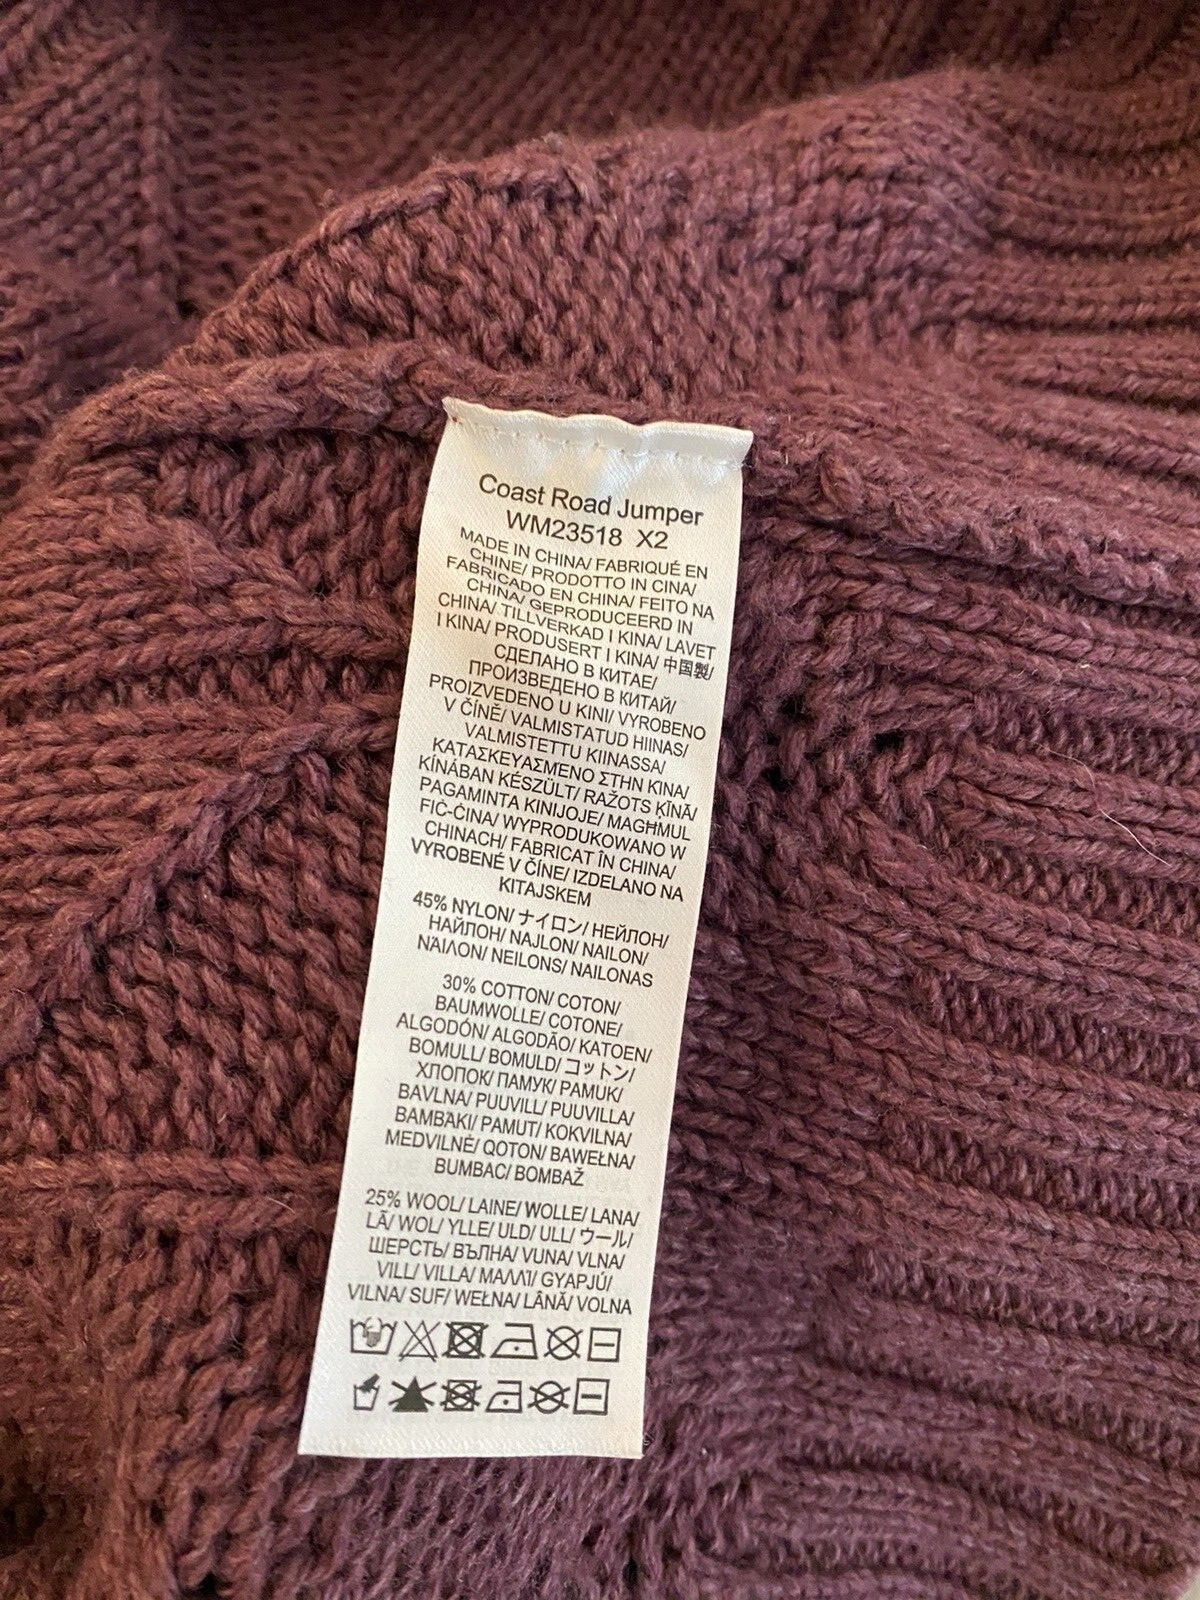 Coast Road Jumper
WM23518 X2
MADE IN CHINA/ FABRIQUÉ EN
CHINE/ PRODOTTO IN CINA/
FABRICADO EN CHINA/ FEITO NA
CHINA/ GEPRODUCEERD IN
CHINA/ TILLVERKAD I KINA/ LAVET
I KINA/ PRODUSERT I KINA/ 中国製/
СДЕЛАНО В КИТАЕ/
ПРОИЗВЕДЕНО В КИТАЙ/
PROIZVEDENO U KINI/ VYROBENO
V ČÍNĚ/ VALMISTATUD HIINAS/
VALMISTETTU KIINASSA/
ΚΑΤΑΣΚΕΥΑΣΜΕΝΟ ΣΤΗΝ ΚΙΝΑ/
KÍNÁBAN KÉSZÜLT/ RAŽOTS ĶĪNĀ/
PAGAMINTA KINIJOJE/ MAGĦMUL
FIĊ-ĊINA/ WYPRODUKOWANO W
CHINACH/ FABRICAT ÎN CHINA/
VYROBENÉ V ČÍNE/ IZDELANO NA
KITAJSKEM
45% NYLON/ ナイロン/ НЕЙЛОН/
НАЙЛОН/ NAJLON/ NAILON/
ΝΑΙΛΟΝ/ NEILONS/ NAILONAS
30% COTTON/ COTON/
BAUMWOLLE/ COTONE/
ALGODÓN/ ALGODÃO/ KATOEN/
BOMULL/ BOMULD/ コットン/
ХЛОПОК/ ПАМУК/ PAMUK/
BAVLNA/ PUUVILL/ PUUVILLA/
ΒΑΜΒΑΚΙ/ PAMUT/ KOKVILNA/
MEDVILNĖ/ QOTON/ BAWEŁNA/
BUMBAC/ BOMBAŽ
25% WOOL/ LAINE/ WOLLE/ LANA/
LÃ/ WOL/ YLLE/ ULD/ ULL/ ウール/
ШЕРСТЬ/ ВЪЛНА/ VUNA/ VLNA/
VILL/ VILLA/ ΜΑΛΛΊ/ GYAPJÚ/
VILNA/ SUF/ WEŁNA/ LÂNĂ/ VOLNA